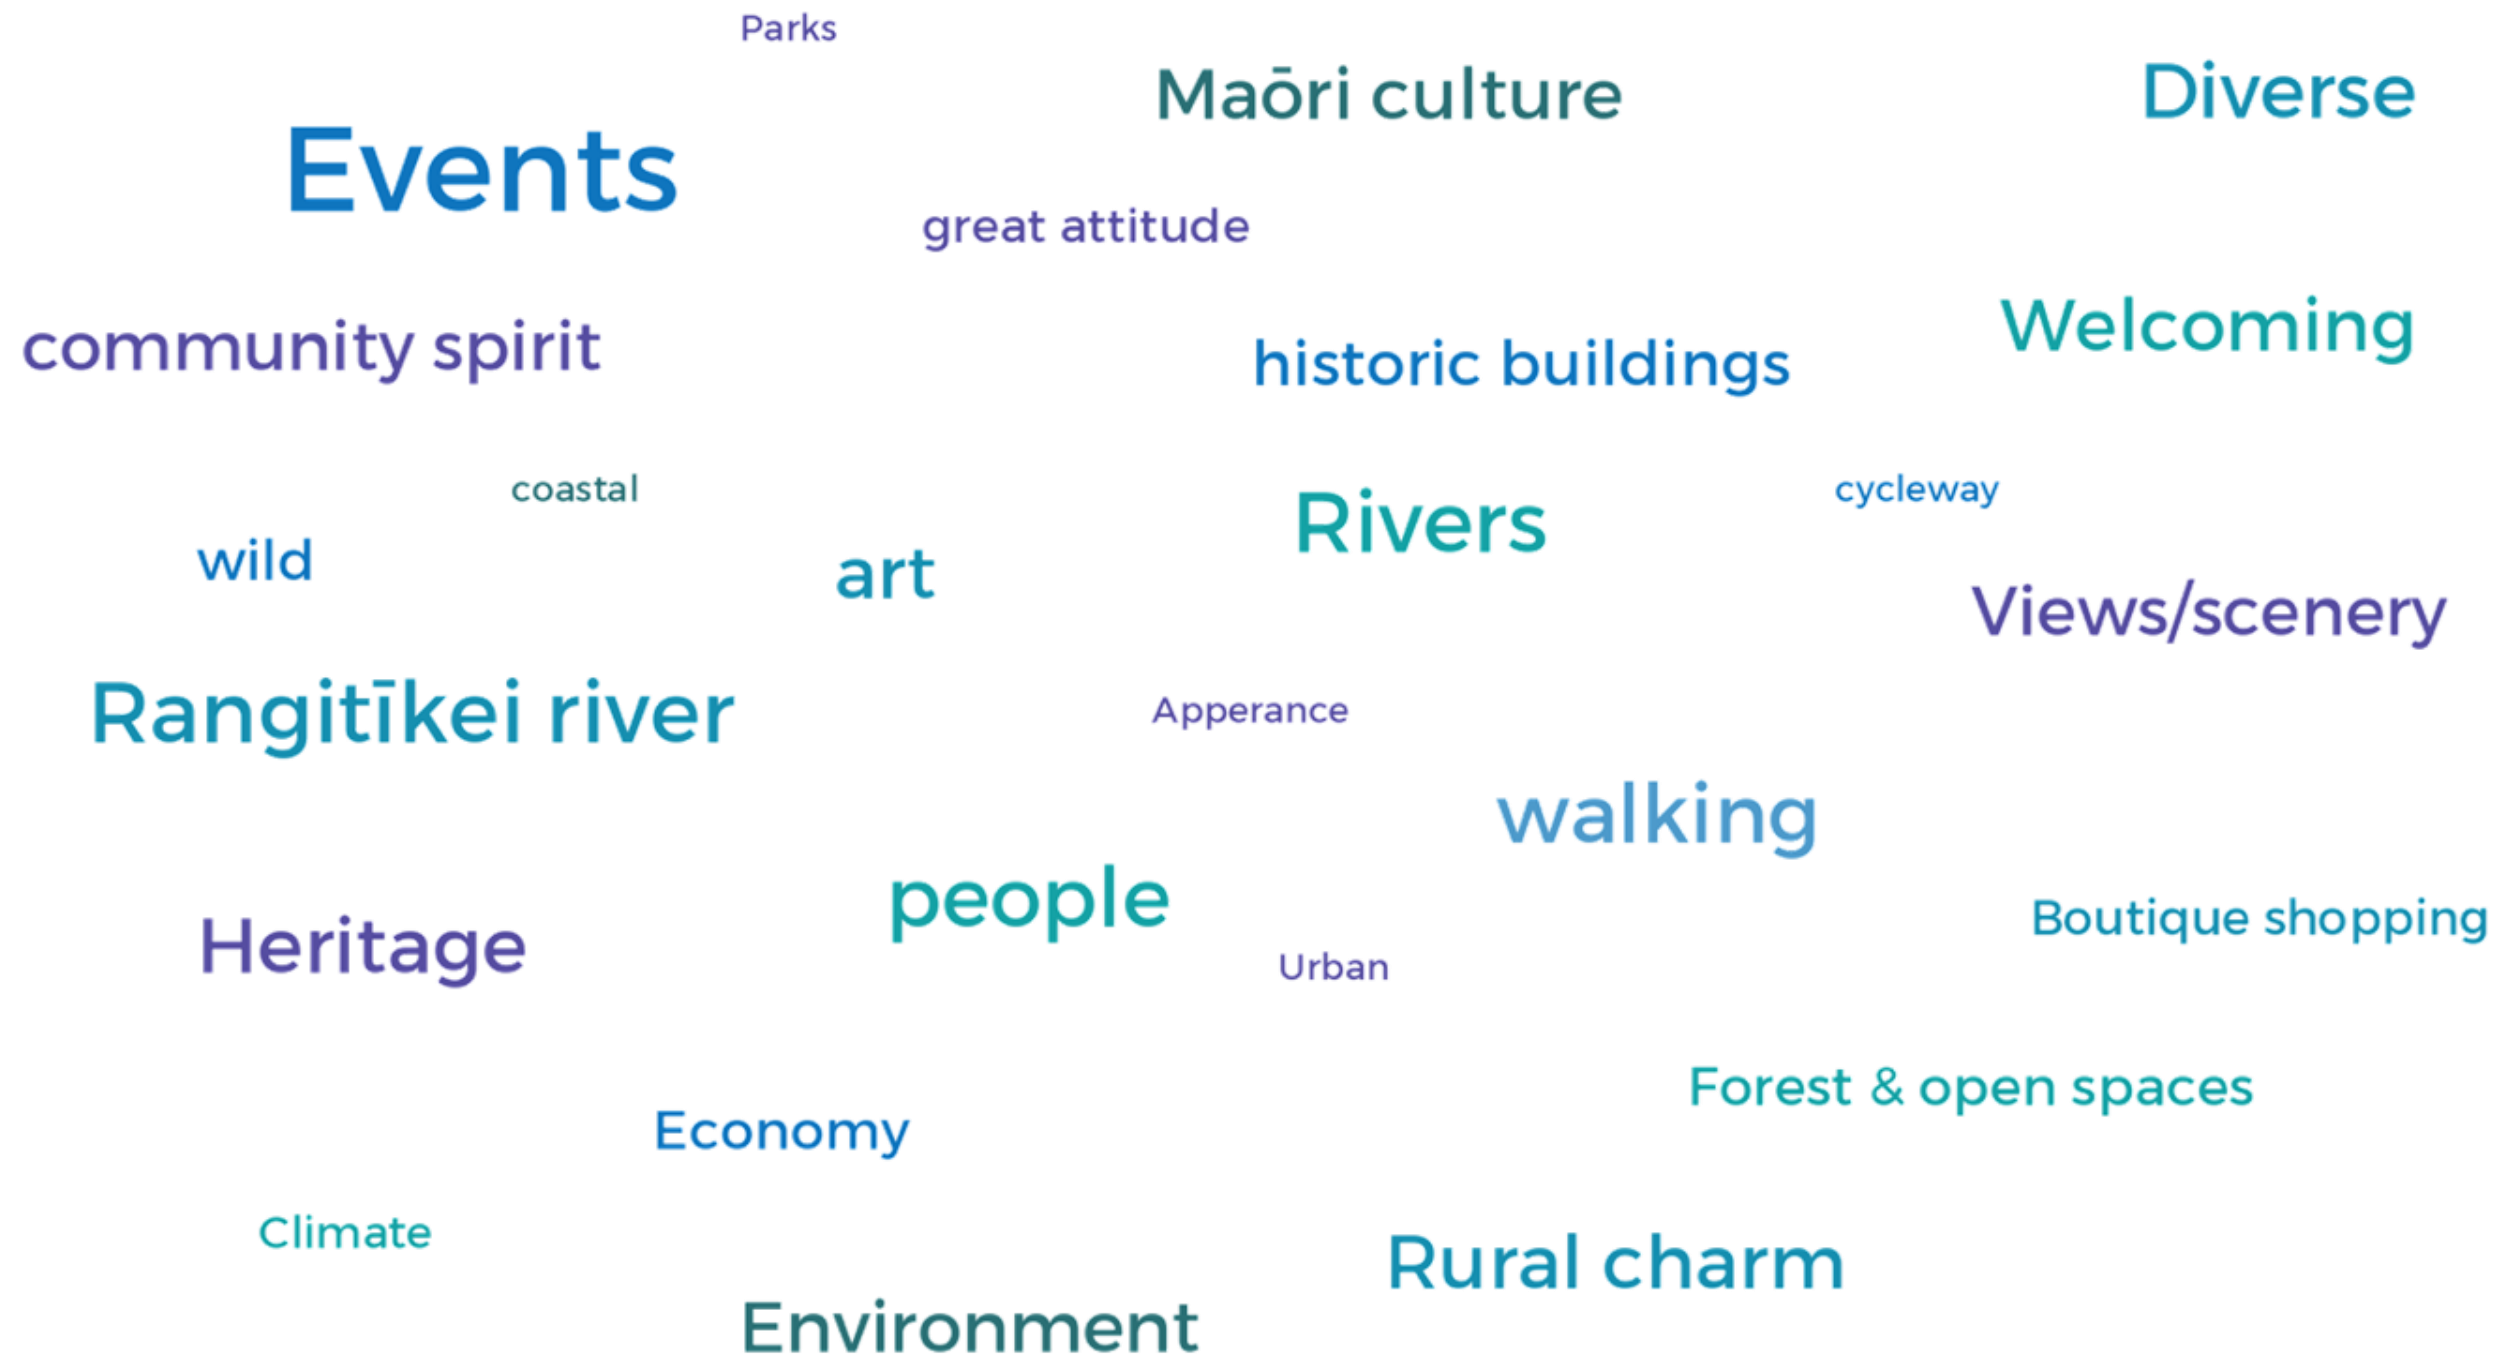 Parks
Maōri culture
Diverse
Events
great attitude
community spirit
historic buildings
Welcoming
coastal
Rivers
cycleway
wild
art
Views/scenery
Rangitīkei river
Apperance
walking
people
Heritage
Boutique shopping
Urban
Forest & open spaces
Economy
Climate
Rural charm
Environment